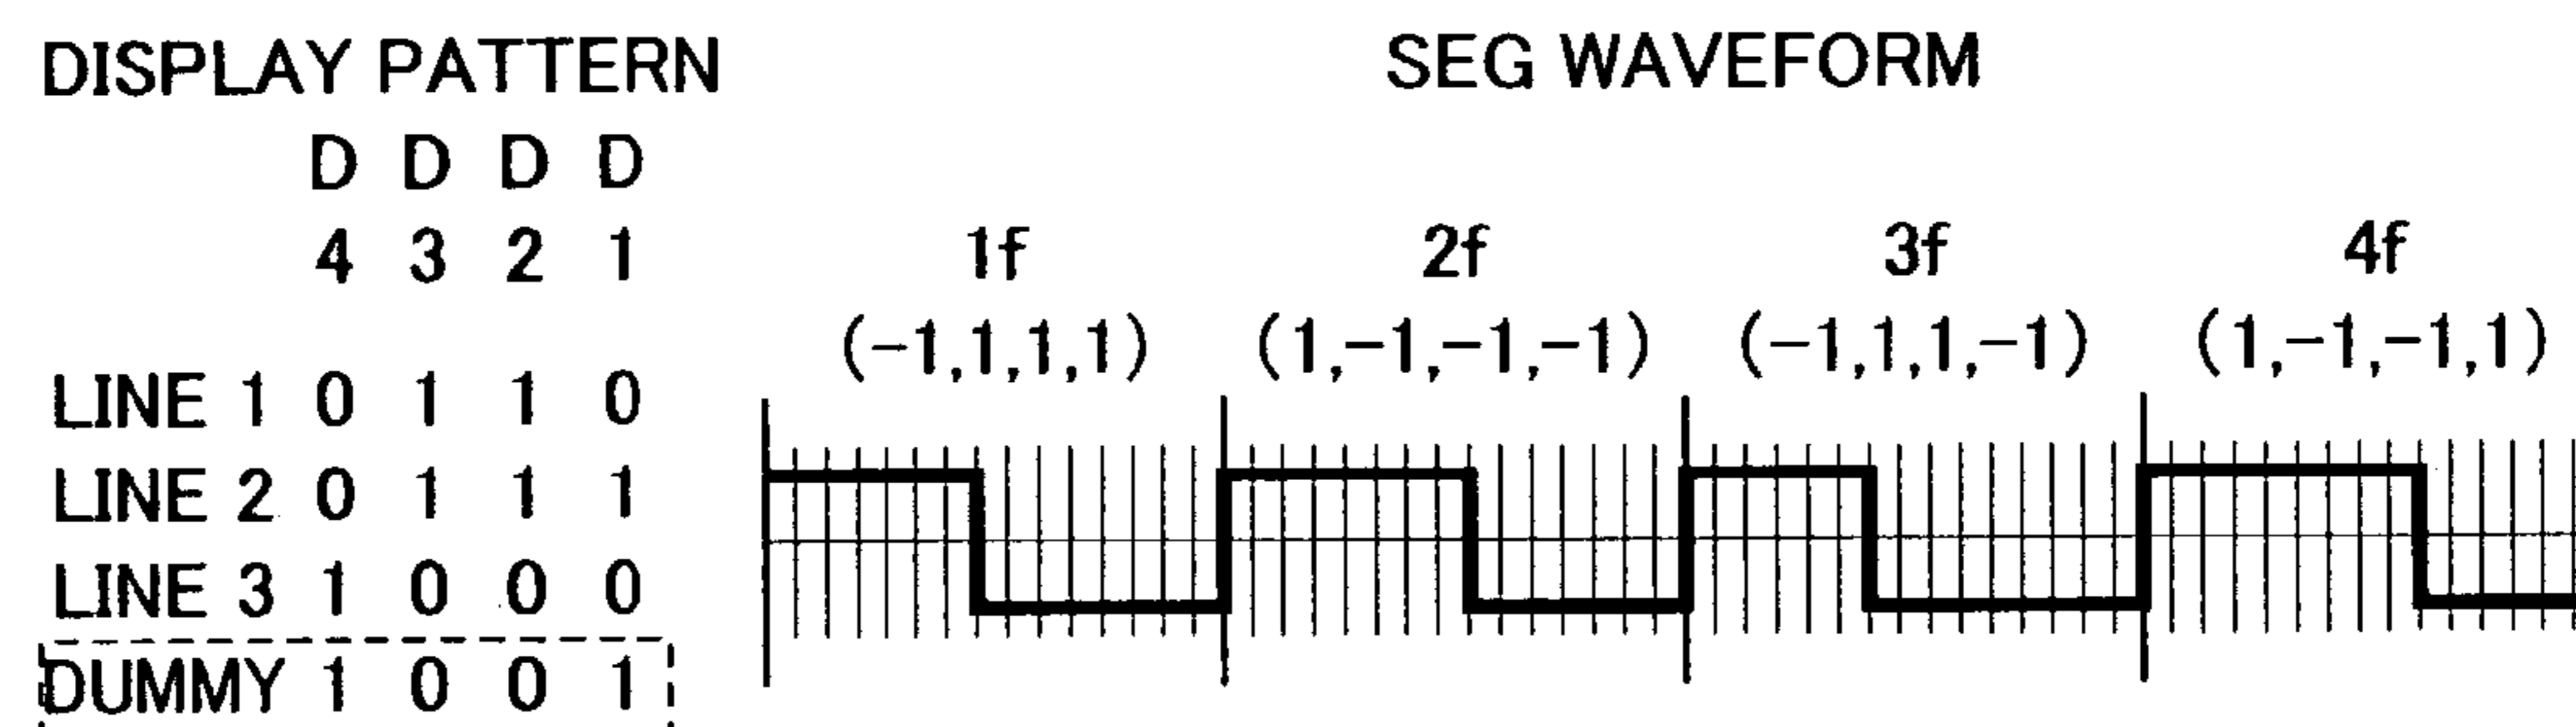 DISPLAY PATTERN SEG WAVEFORM
D D D D
4 3 2 1 1f 2f 3f 4f
(-1,1,1,1) (1,-1,-1,-1) (-1,1,1,-1) (1,-1,-1,1)
LINE 1 0 1 1 0
LINE 2 0 1 1 1
LINE 3 1 0 0 0
DUMMY 1 0 0 1